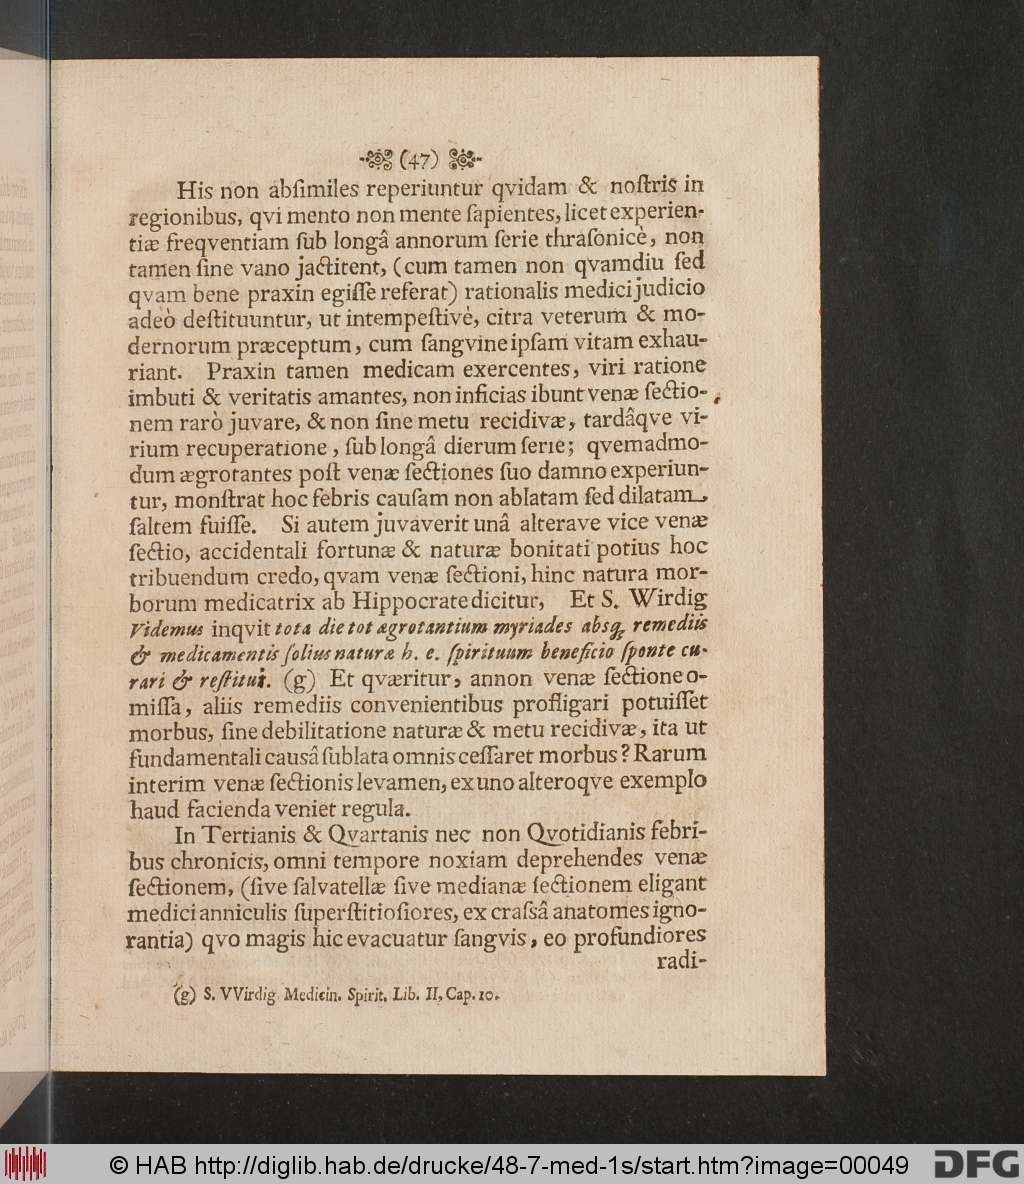 (47)
His non abſimiles reperiuntur qvidam & noſtris in
regionibus, qvi mento non mente ſapientes, licet experien-
tiæ freqventiam ſub longâ annorum ſerie thraſonicè, non
tamen ſine vano jactitent, (cum tamen non qvamdiu ſed
qvam bene praxin egiſſe referat) rationalis medici judicio
adeò deſtituuntur, ut intempeſtivè, citra veterum & mo-
dernorum præceptum, cum ſangvine ipſam vitam exhau-
riant. Praxin tamen medicam exercentes, viri ratione
imbuti & veritatis amantes, non inficias ibunt venæ ſectio-
nem rarò juvare, & non ſine metu recidivæ, tardâqve vi-
rium recuperatione, ſub longâ dierum ſerie; qvemadmo-
dum ægrotantes poſt venæ ſectiones ſuo damno experiun-
tur, monſtrat hoc febris cauſam non ablatam ſed dilatam,
ſaltem fuiſſe. Si autem juvaverit unâ alterave vice venæ
ſectio, accidentali fortunæ & naturæ bonitati potius hoc
tribuendum credo, qvam venæ ſectioni, hinc natura mor-
borum medicatrix ab Hippocrate dicitur, Et S. Wirdig
Videmus inqvit tota die tot ægrotantium myriades absq; remediis
& medicamentis ſolius naturæ h. e. ſpirituum beneficio ſponte cu-
rari & reſtitui. (g) Et qværitur, annon venæ ſectione o-
miſſa, aliis remediis convenientibus profligari potuiſſet
morbus, ſine debilitatione naturæ & metu recidivæ, ita ut
fundamentali causâ ſublata omnis ceſſaret morbus? Rarum
interim venæ ſectionis levamen, ex uno alteroqve exemplo
haud facienda veniet regula.
In Tertianis & Qvartanis nec non Qvotidianis febri-
bus chronicis, omni tempore noxiam deprehendes venæ
ſectionem, (ſive ſalvatellæ ſive medianæ ſectionem eligant
medici anniculis ſuperſtitioſiores, ex craſsâ anatomes igno-
rantia) qvo magis hic evacuatur ſangvis, eo profundiores
radi-
(g) S. VVirdig Medicin. Spirit. Lib. II, Cap. 10.
© HAB http://diglib.hab.de/drucke/48-7-med-1s/start.htm?image=00049
DFG